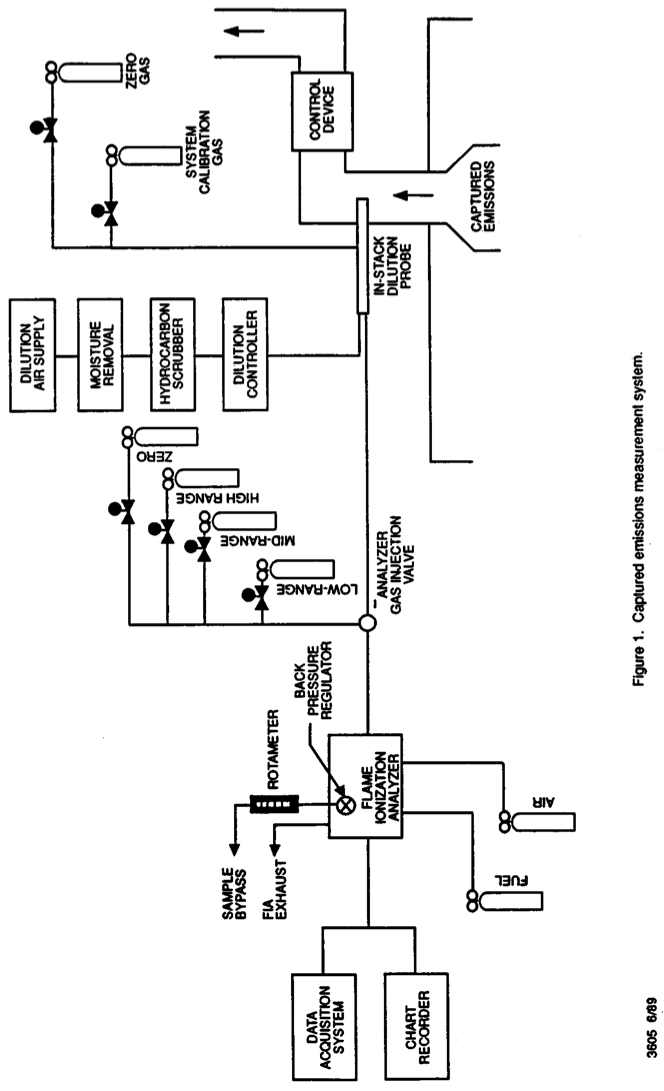 ZERO
GAS
SYSTEM
CALIBRATION
GAS
CONTROL
DEVICE
CAPTURED
EMISSIONS
IN-STACK
DILUTION
PROBE
DILUTION
AIR SUPPLY
MOISTURE
REMOVAL
HYDROCARBON
SCRUBBER
DILUTION
CONTROLLER
ZERO
HIGH RANGE
MID-RANGE
LOW-RANGE
ANALYZER
GAS INJECTION
VALVE
BACK
PRESSURE
REGULATOR
ROTAMETER
SAMPLE
BYPASS
FIA
EXHAUST
FLAME
IONIZATION
ANALYZER
AIR
FUEL
DATA
ACQUISITION
SYSTEM
CHART
RECORDER
Figure 1. Captured emissions measurement system.
3605 6/89